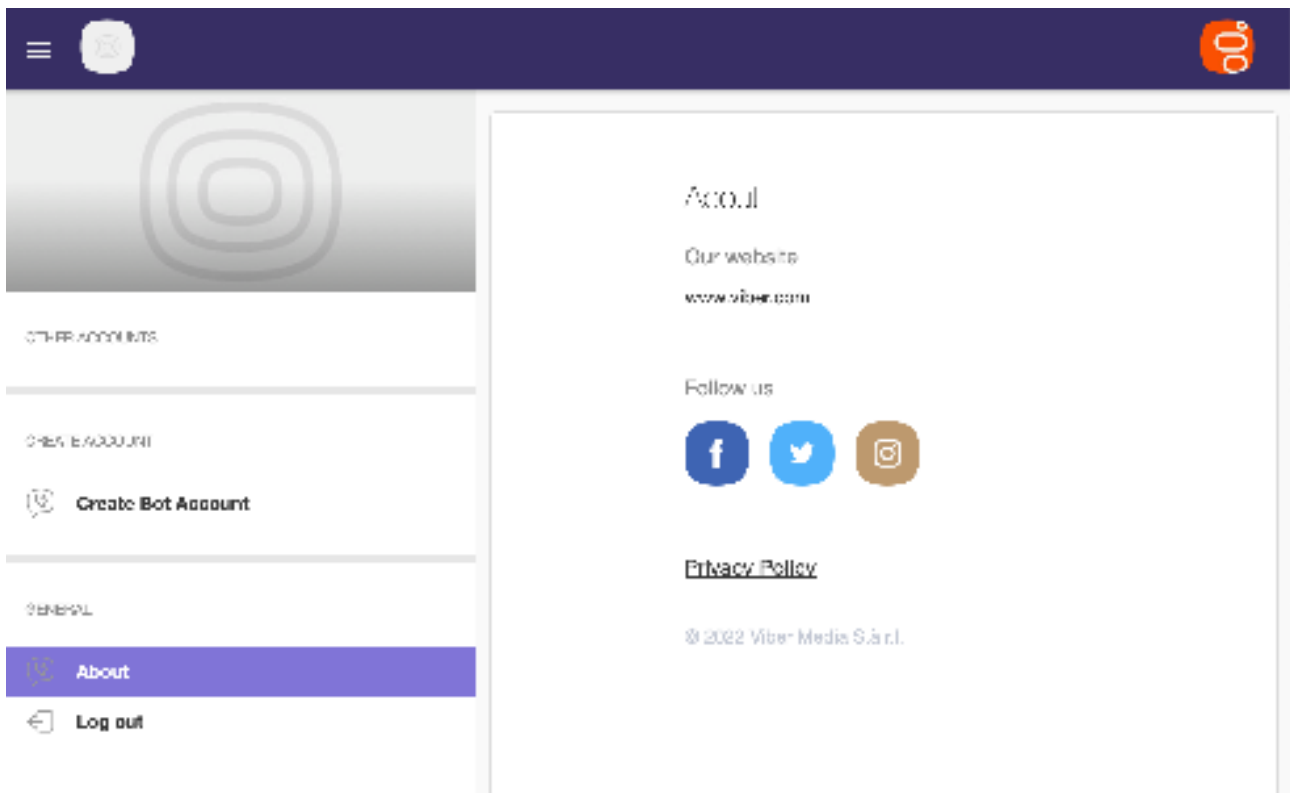 OTHER ACCOUNTS
CREATE ACCOUNT
Create Bot Account
GENERAL
About
Log out
About
Our website
www.viber.com
Follow us
Privacy Policy
© 2022 Viber Media S.à r.l.